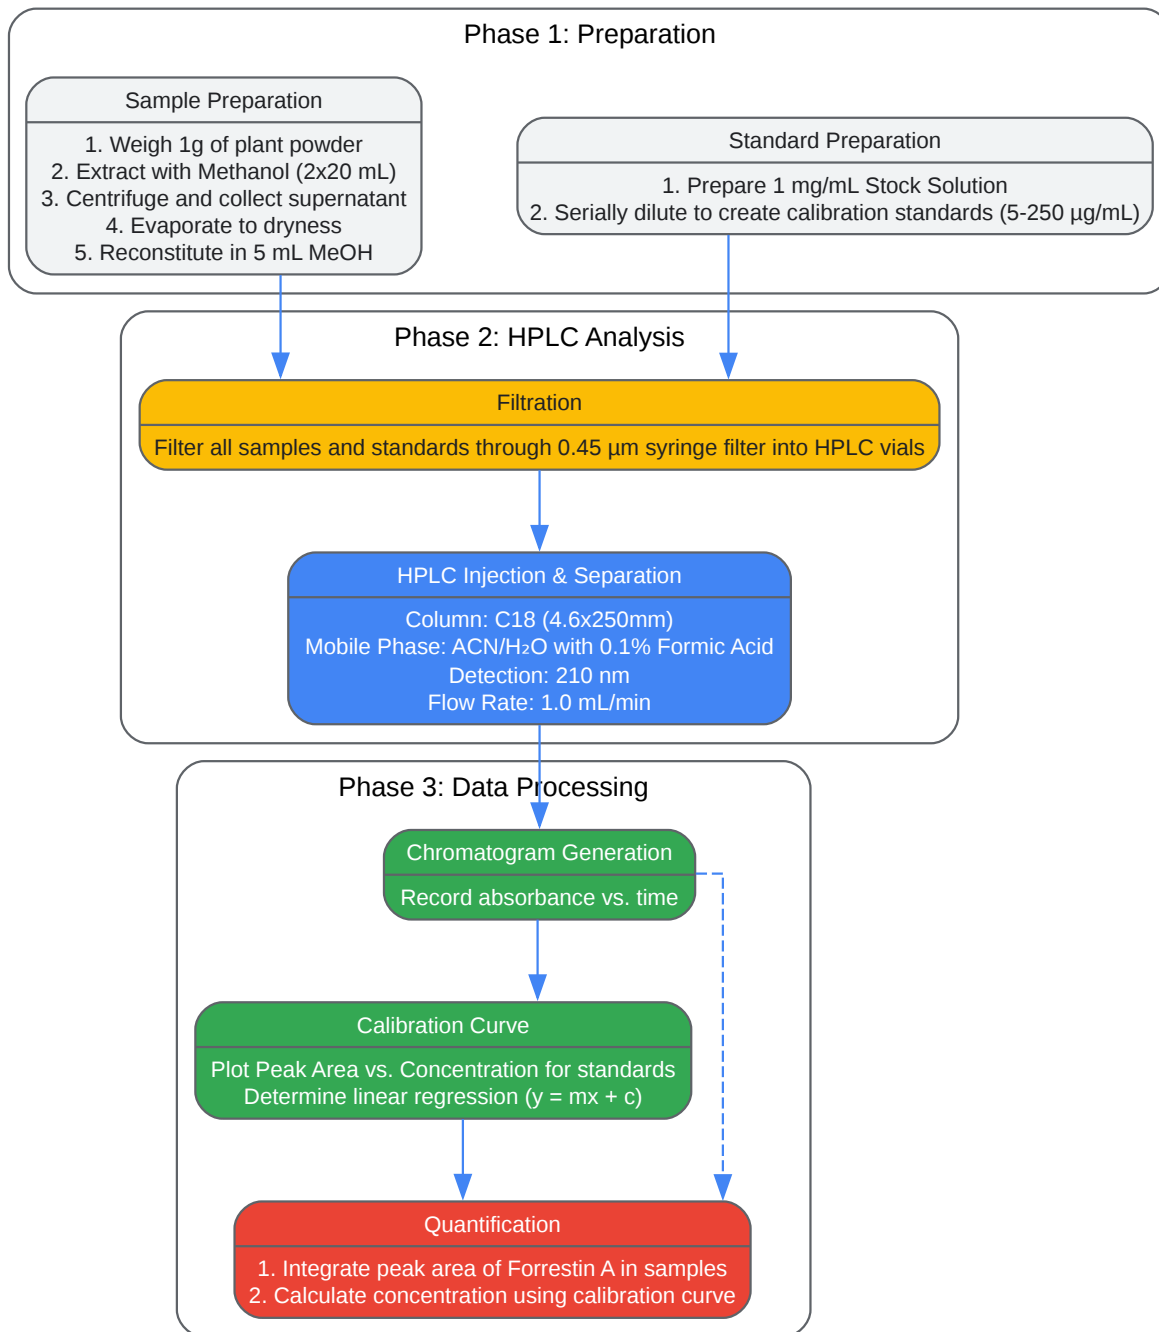 Phase 1: Preparation
Sample Preparation
1. Weigh 1g of plant powder
2. Extract with Methanol (2x20 mL)
3. Centrifuge and collect supernatant
4. Evaporate to dryness
5. Reconstitute in 5 mL MeOH
Standard Preparation
1. Prepare 1 mg/mL Stock Solution
2. Serially dilute to create calibration standards (5-250 µg/mL)
Phase 2: HPLC Analysis
Filtration
Filter all samples and standards through 0.45 µm syringe filter into HPLC vials
HPLC Injection & Separation
Column: C18 (4.6x250mm)
Mobile Phase: ACN/H₂O with 0.1% Formic Acid
Detection: 210 nm
Flow Rate: 1.0 mL/min
Phase 3: Data Processing
Chromatogram Generation
Record absorbance vs. time
Calibration Curve
Plot Peak Area vs. Concentration for standards
Determine linear regression (y = mx + c)
Quantification
1. Integrate peak area of Forrestin A in samples
2. Calculate concentration using calibration curve